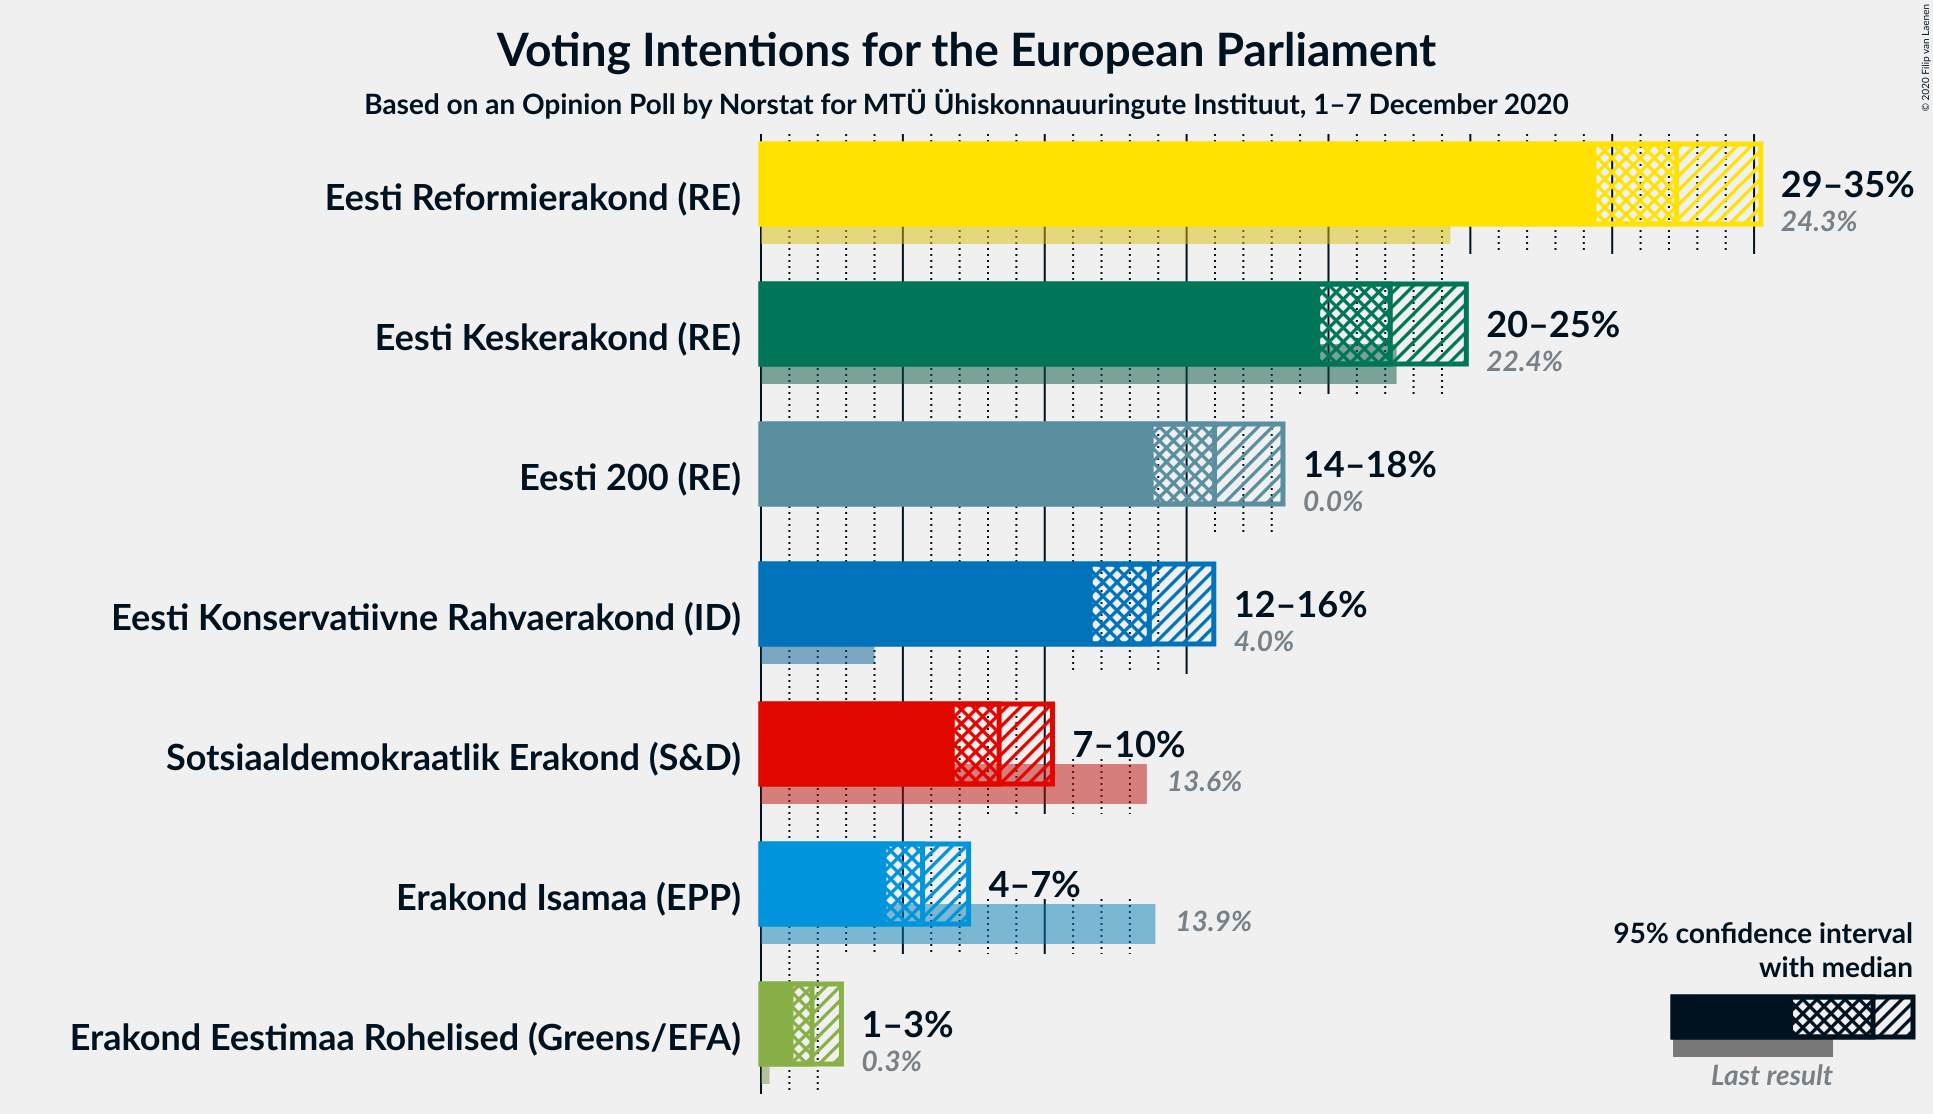 Voting Intentions for the European Parliament
Based on an Opinion Poll by Norstat for MTÜ Ühiskonnauuringute Instituut, 1–7 December 2020
© 2020 Filip van Laenen
Eesti Reformierakond (RE)
29–35%
24.3%
Eesti Keskerakond (RE)
20–25%
22.4%
Eesti 200 (RE)
14–18%
0.0%
Eesti Konservatiivne Rahvaerakond (ID)
12–16%
4.0%
Sotsiaaldemokraatlik Erakond (S&D)
7–10%
13.6%
Erakond Isamaa (EPP)
4–7%
13.9%
Erakond Eestimaa Rohelised (Greens/EFA)
1–3%
0.3%
95% confidence interval
with median
Last result